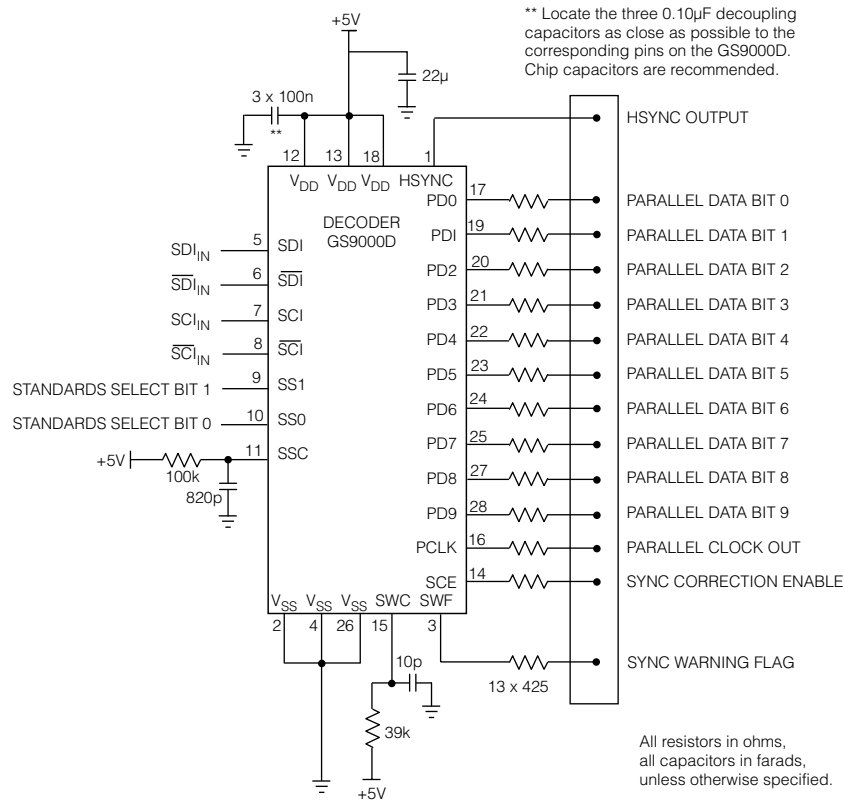 +5V
** Locate the three 0.10µF decoupling
capacitors as close as possible to the
corresponding pins on the GS9000D.
Chip capacitors are recommended.
22µ
3 x 100n
**
HSYNC OUTPUT
12 13 18 1
VDD VDD VDD HSYNC
DECODER
GS9000D
PD0 17 PARALLEL DATA BIT 0
PDI 19 PARALLEL DATA BIT 1
PD2 20 PARALLEL DATA BIT 2
PD3 21 PARALLEL DATA BIT 3
PD4 22 PARALLEL DATA BIT 4
PD5 23 PARALLEL DATA BIT 5
PD6 24 PARALLEL DATA BIT 6
PD7 25 PARALLEL DATA BIT 7
PD8 27 PARALLEL DATA BIT 8
PD9 28 PARALLEL DATA BIT 9
PCLK 16 PARALLEL CLOCK OUT
SCE 14 SYNC CORRECTION ENABLE
SDIIN 5 SDI
S̅D̅I̅IN 6 S̅D̅I̅
SCIIN 7 SCI
S̅C̅I̅IN 8 S̅C̅I̅
STANDARDS SELECT BIT 1 9 SS1
STANDARDS SELECT BIT 0 10 SS0
+5V 11 SSC
100k
820p
VSS VSS VSS SWC SWF
2 4 26 15 3
10p
SYNC WARNING FLAG
13 x 425
39k
+5V
All resistors in ohms,
all capacitors in farads,
unless otherwise specified.